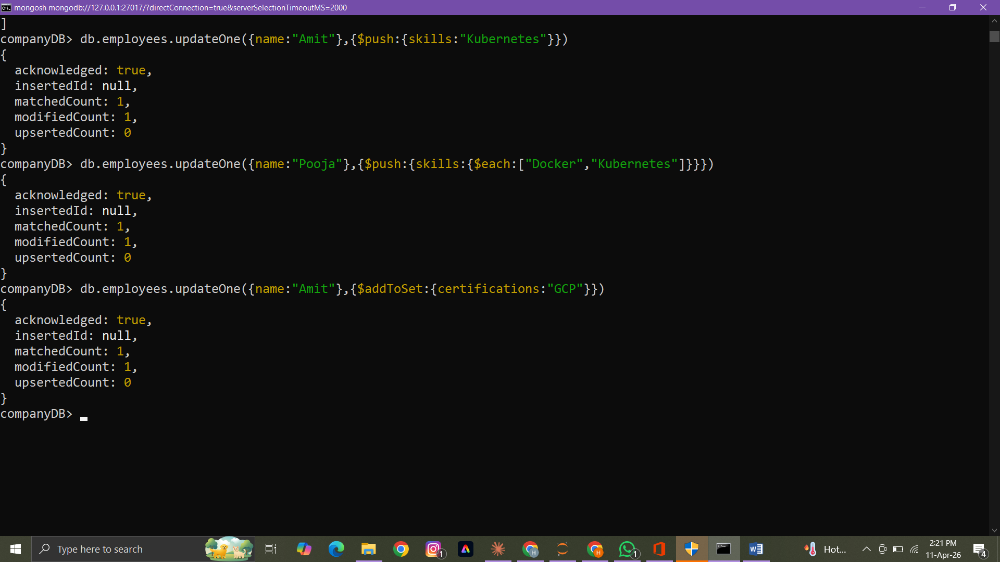 mongosh mongodb://127.0.0.1:27017/?directConnection=true&serverSelectionTimeoutMS=2000
]
companyDB> db.employees.updateOne({name:"Amit"},{$push:{skills:"Kubernetes"}})
{
  acknowledged: true,
  insertedId: null,
  matchedCount: 1,
  modifiedCount: 1,
  upsertedCount: 0
}
companyDB> db.employees.updateOne({name:"Pooja"},{$push:{skills:{$each:["Docker","Kubernetes"]}}})
{
  acknowledged: true,
  insertedId: null,
  matchedCount: 1,
  modifiedCount: 1,
  upsertedCount: 0
}
companyDB> db.employees.updateOne({name:"Amit"},{$addToSet:{certifications:"GCP"}})
{
  acknowledged: true,
  insertedId: null,
  matchedCount: 1,
  modifiedCount: 1,
  upsertedCount: 0
}
companyDB>
Type here to search
1
H
H
1
Hot...
2:21 PM
11-Apr-26
4